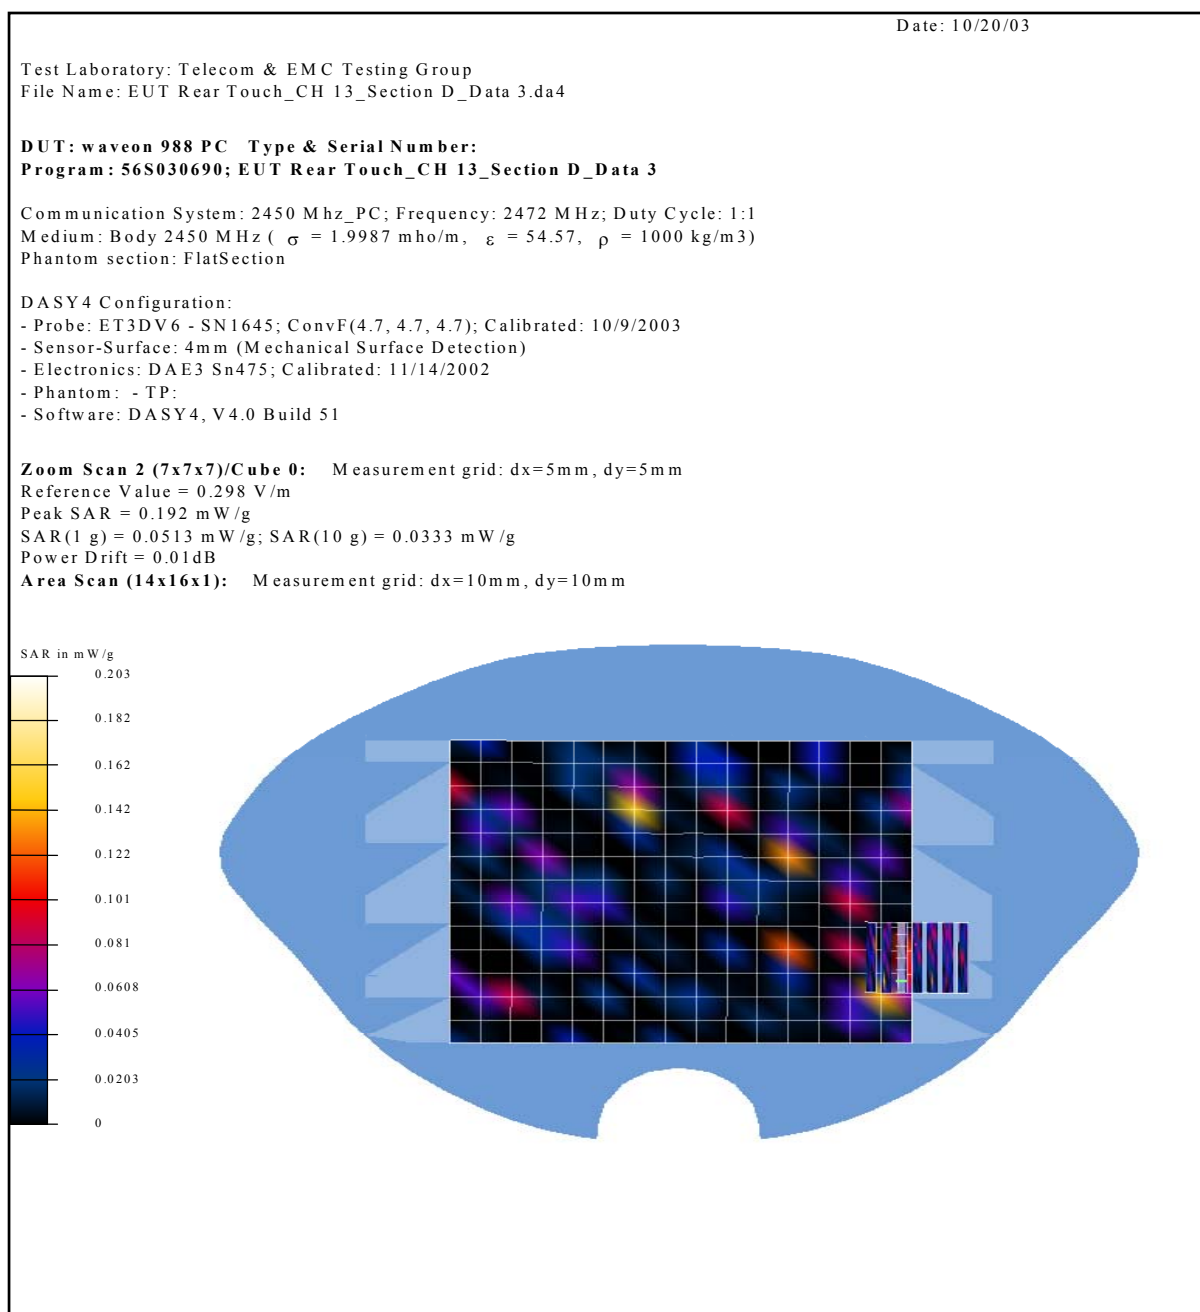 Date: 10/20/03
Test Laboratory: Telecom & EMC Testing Group
File Name: EUT Rear Touch_CH 13_Section D_Data 3.da4
DUT: waveon 988 PC   Type & Serial Number:
Program: 56S030690; EUT Rear Touch_CH 13_Section D_Data 3
Communication System: 2450 Mhz_PC; Frequency: 2472 MHz; Duty Cycle: 1:1
Medium: Body 2450 MHz ( σ = 1.9987 mho/m, ε = 54.57, ρ = 1000 kg/m3)
Phantom section: FlatSection
DASY4 Configuration:
- Probe: ET3DV6 - SN1645; ConvF(4.7, 4.7, 4.7); Calibrated: 10/9/2003
- Sensor-Surface: 4mm (Mechanical Surface Detection)
- Electronics: DAE3 Sn475; Calibrated: 11/14/2002
- Phantom: - TP:
- Software: DASY4, V4.0 Build 51
Zoom Scan 2 (7x7x7)/Cube 0:   Measurement grid: dx=5mm, dy=5mm
Reference Value = 0.298 V/m
Peak SAR = 0.192 mW/g
SAR(1 g) = 0.0513 mW/g; SAR(10 g) = 0.0333 mW/g
Power Drift = 0.01dB
Area Scan (14x16x1):   Measurement grid: dx=10mm, dy=10mm
SAR in mW/g
0.203
0.182
0.162
0.142
0.122
0.101
0.081
0.0608
0.0405
0.0203
0